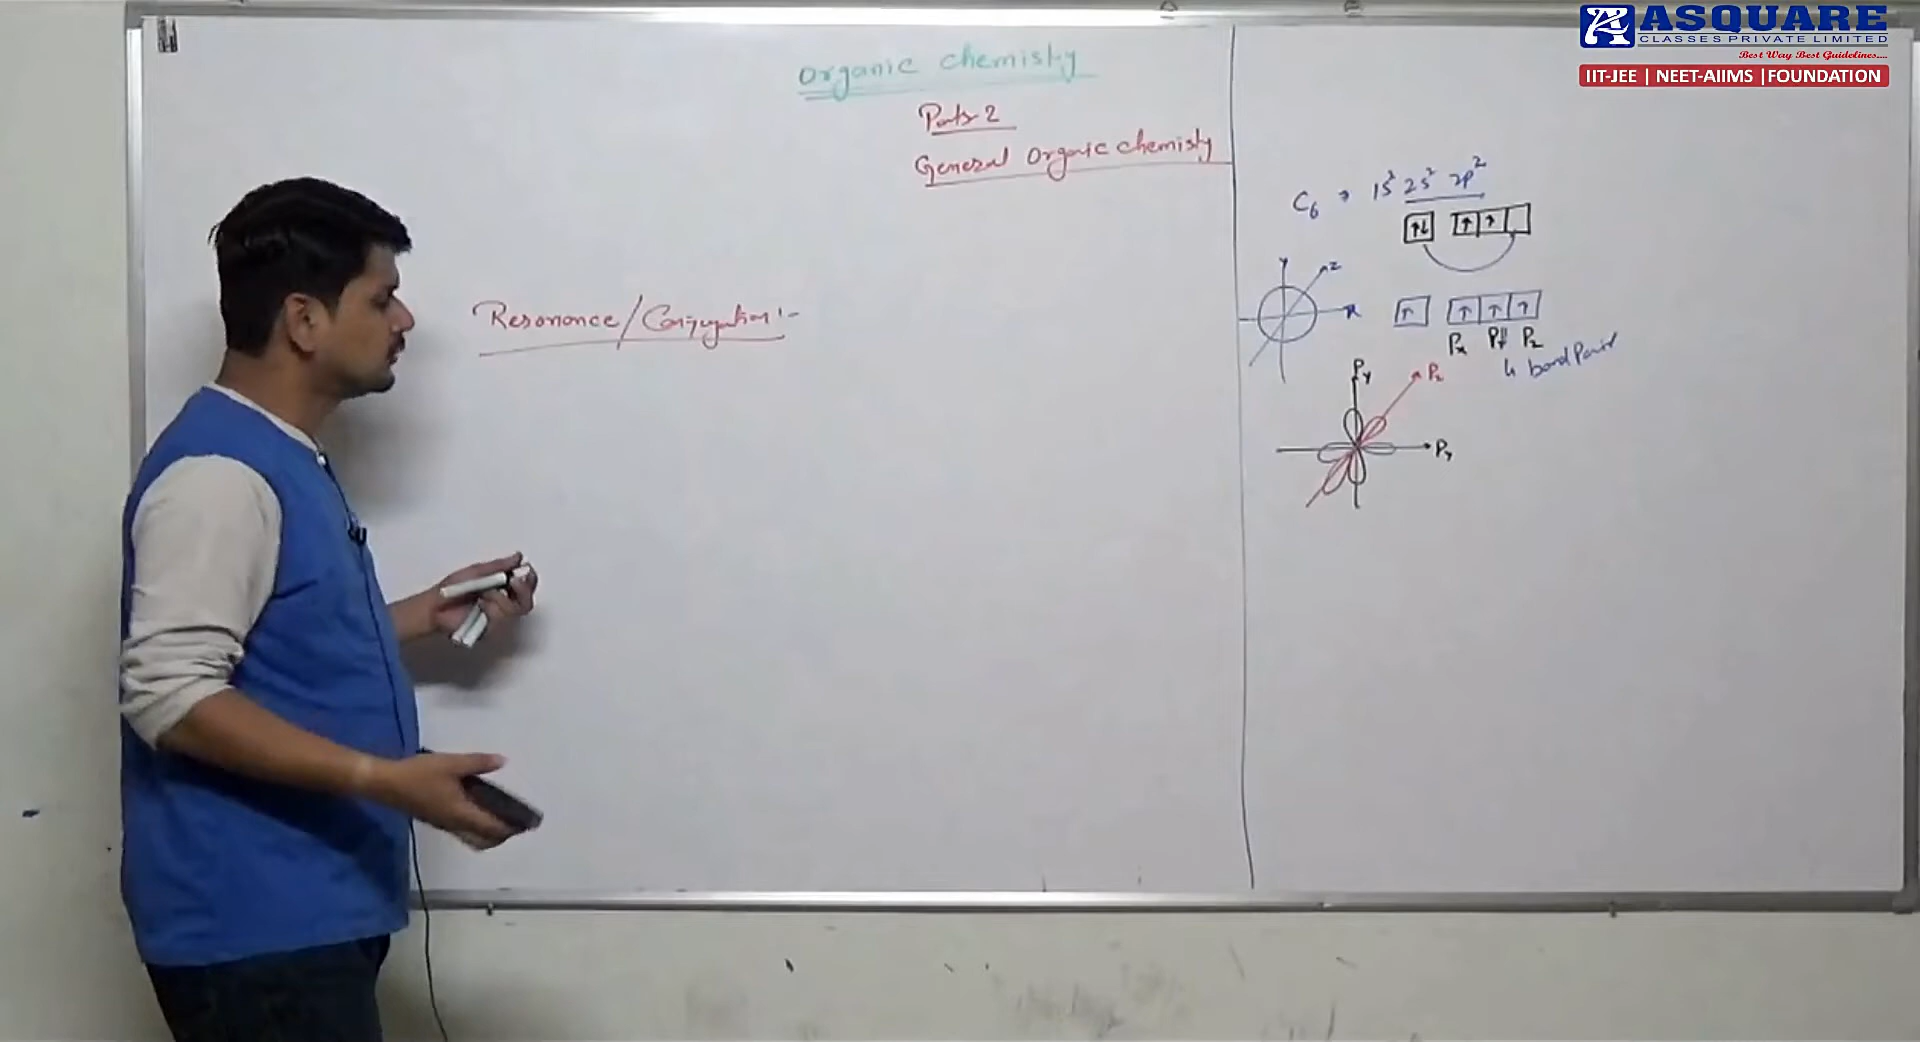 ASQUARE
CLASSES PRIVATE LIMITED
Best Way Best Guidelines....
IIT-JEE | NEET-AIIMS |FOUNDATION
Organic Chemistry
Part-2
General Organic chemisty
Resonance/Conjugation:-
C₆ → 1s² 2s² 2p²
Y
Z
X
Px Py Pz
4 bond Pair
Py
Pz
Px